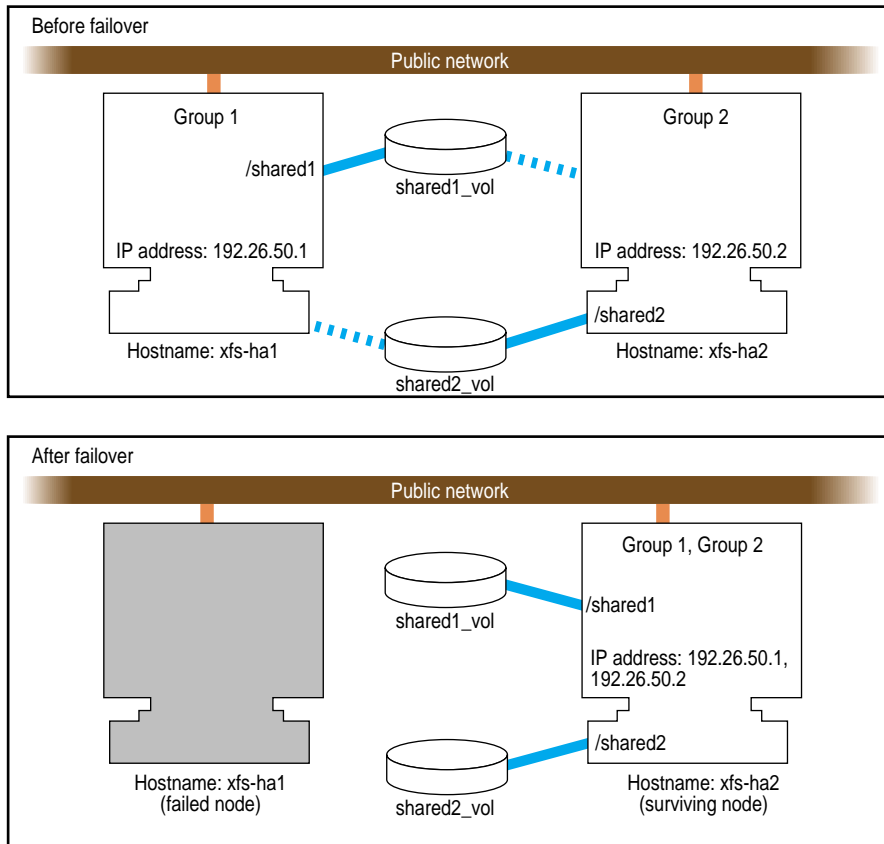 Before failover
Public network
Group 1
Group 2
/shared1
shared1_vol
IP address: 192.26.50.1
IP address: 192.26.50.2
/shared2
Hostname: xfs-ha1
Hostname: xfs-ha2
shared2_vol
After failover
Public network
Group 1, Group 2
/shared1
shared1_vol
IP address: 192.26.50.1,
192.26.50.2
/shared2
Hostname: xfs-ha1
(failed node)
shared2_vol
Hostname: xfs-ha2
(surviving node)